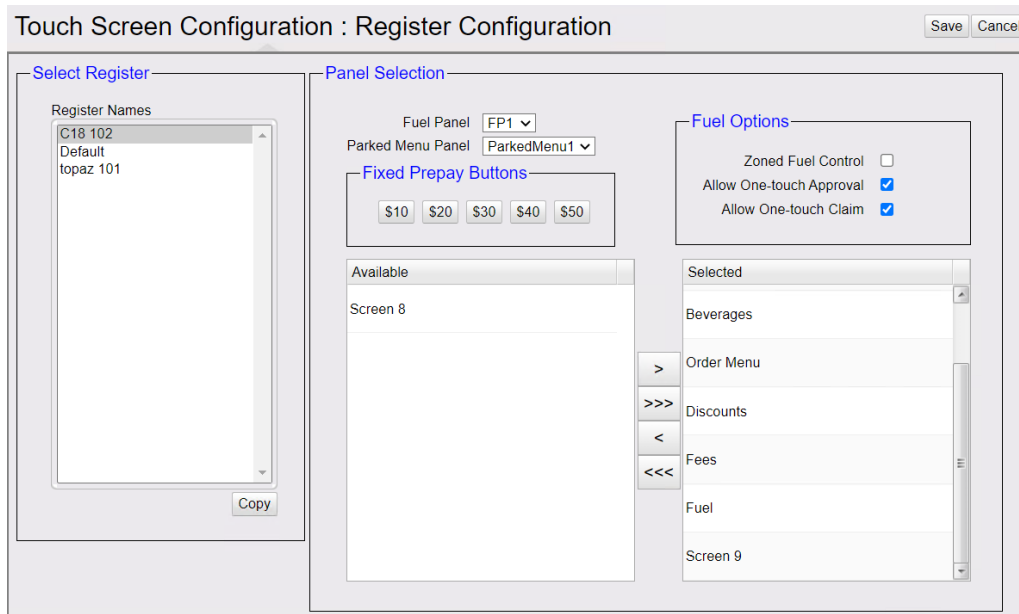 Touch Screen Configuration : Register Configuration
Save Cancel
Select Register
Register Names
C18 102
Default
topaz 101
Copy
Panel Selection
Fuel Panel FP1
Parked Menu Panel ParkedMenu1
Fixed Prepay Buttons
$10 $20 $30 $40 $50
Fuel Options
Zoned Fuel Control
Allow One-touch Approval
Allow One-touch Claim
Available
Screen 8
>
>>>
<
<<<
Selected
Beverages
Order Menu
Discounts
Fees
Fuel
Screen 9